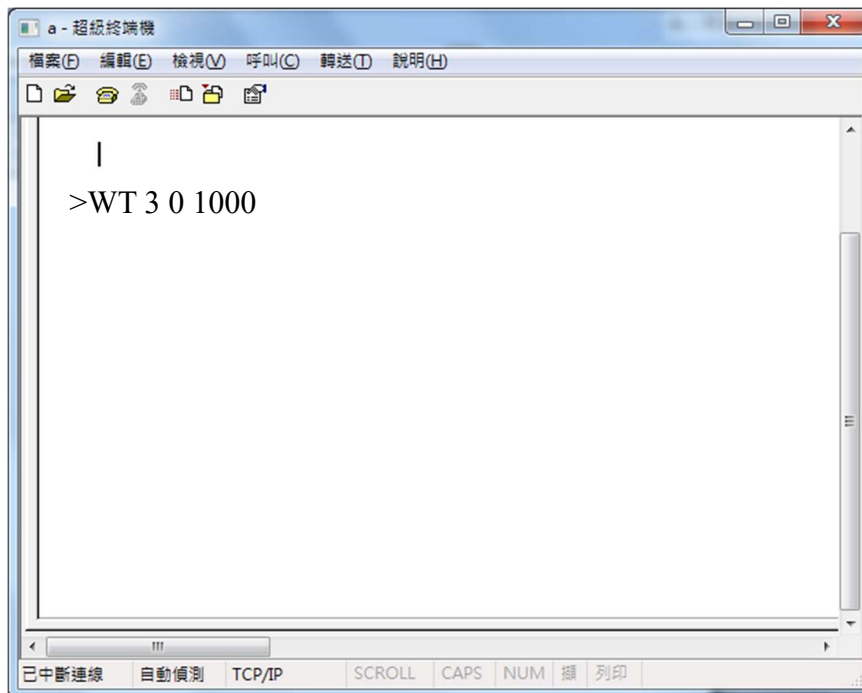 a - 超級終端機
檔案(F) 編輯(E) 檢視(V) 呼叫(C) 轉送(T) 說明(H)
>WT 3 0 1000
已中斷連線 自動偵測 TCP/IP SCROLL CAPS NUM 擷 列印